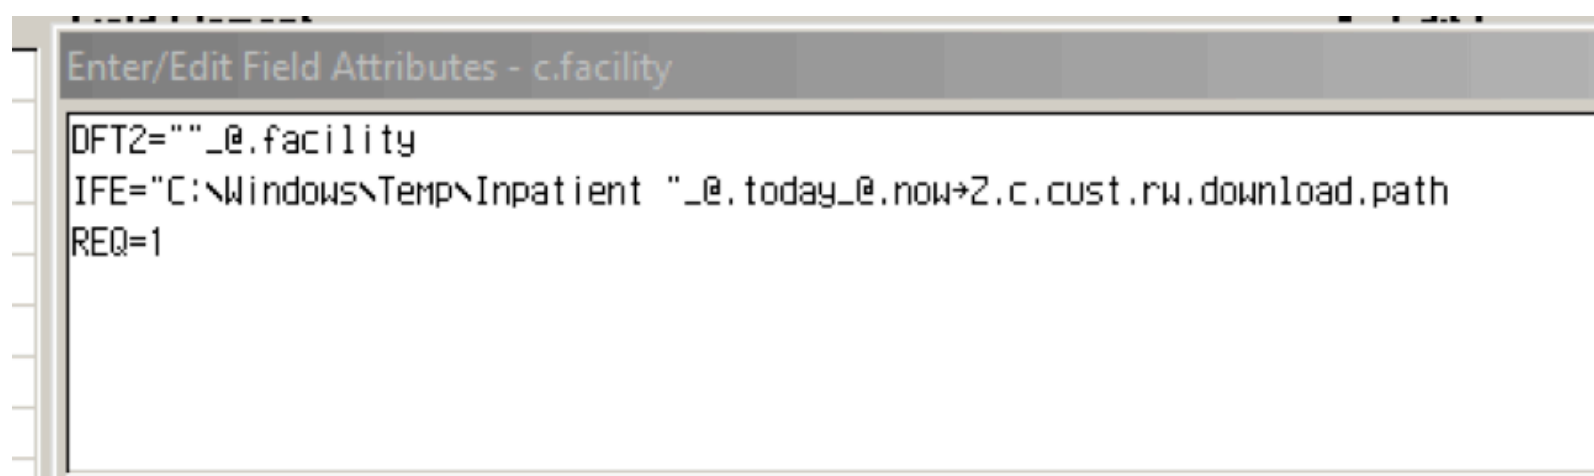 Enter/Edit Field Attributes - c.facility
DFT2=""_@.facility
IFE="C:\Windows\Temp\Inpatient "_@.today_@.now→Z.c.cust.rw.download.path
REQ=1